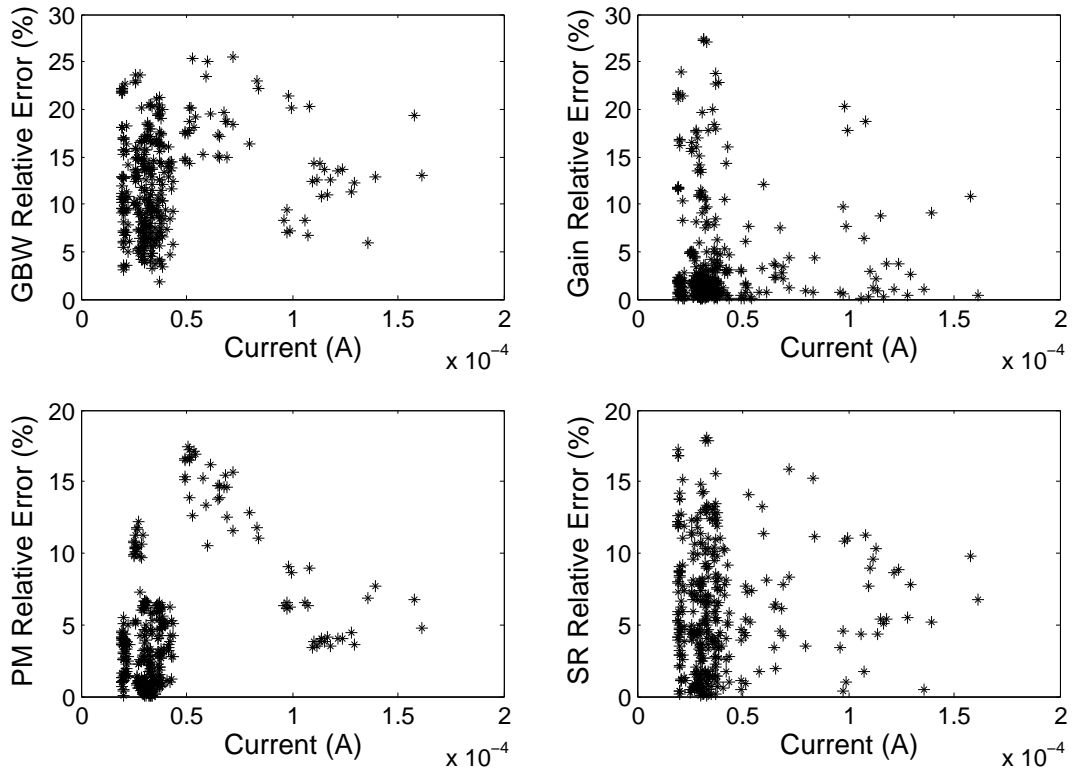 GBW Relative Error (%)
30
25
20
15
10
5
0
0 0.5 1 1.5 2
Current (A)
x 10⁻⁴
Gain Relative Error (%)
30
25
20
15
10
5
0
0 0.5 1 1.5 2
Current (A)
x 10⁻⁴
PM Relative Error (%)
20
15
10
5
0
0 0.5 1 1.5 2
Current (A)
x 10⁻⁴
SR Relative Error (%)
20
15
10
5
0
0 0.5 1 1.5 2
Current (A)
x 10⁻⁴